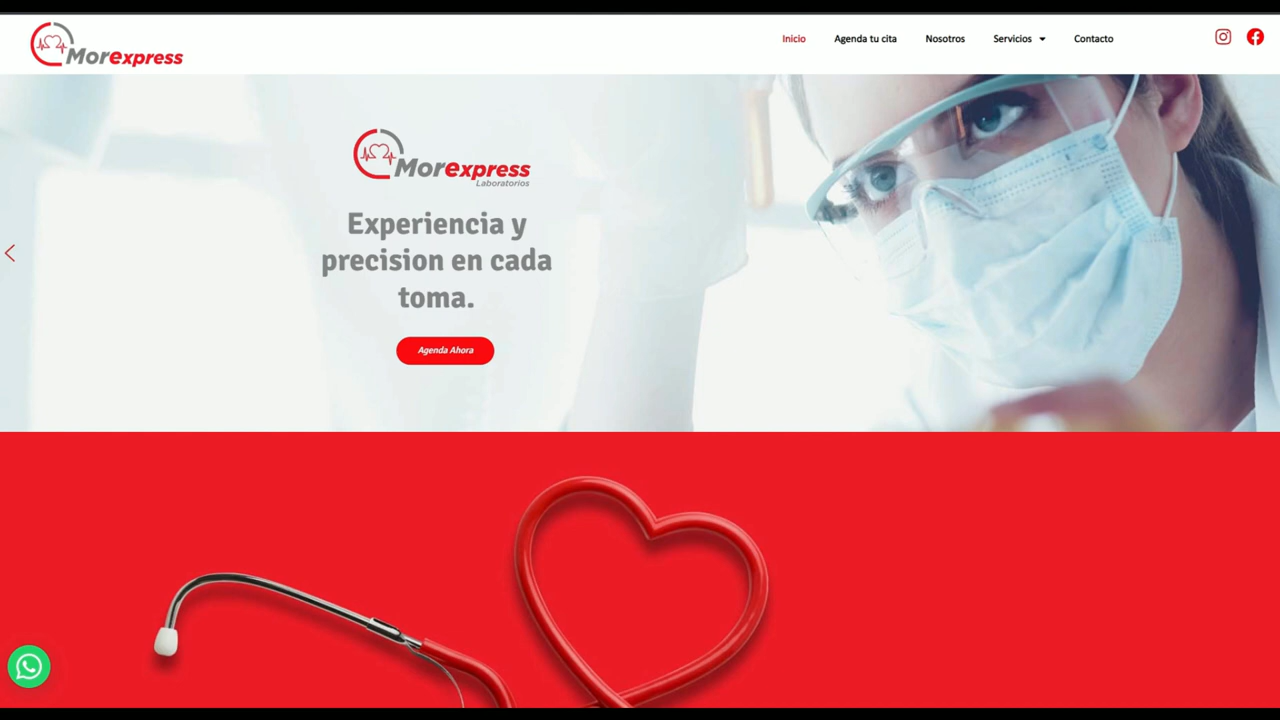 Morexpress
Inicio
Agenda tu cita
Nosotros
Servicios
Contacto
Morexpress
Laboratorios
Experiencia y
precision en cada
toma.
Agenda Ahora